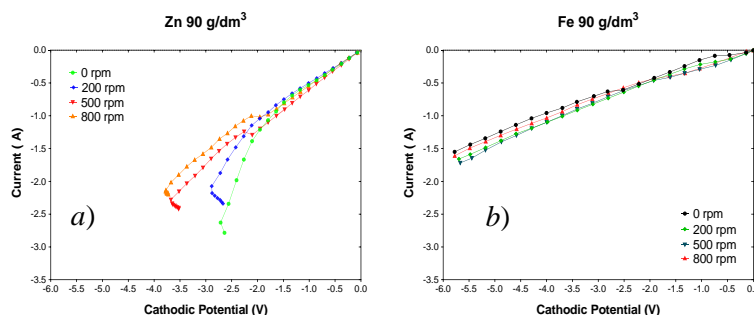 Zn 90 g/dm³
Fe 90 g/dm³
0.0
-0.5
-1.0
-1.5
-2.0
-2.5
-3.0
-3.5
Current ( A)
0 rpm
200 rpm
500 rpm
800 rpm
a)
-6.0 -5.5 -5.0 -4.5 -4.0 -3.5 -3.0 -2.5 -2.0 -1.5 -1.0 -0.5 0.0
Cathodic Potential (V)
0.0
-0.5
-1.0
-1.5
-2.0
-2.5
-3.0
-3.5
Current ( A)
b)
0 rpm
200 rpm
500 rpm
800 rpm
-6.0 -5.5 -5.0 -4.5 -4.0 -3.5 -3.0 -2.5 -2.0 -1.5 -1.0 -0.5 0.
Cathodic Potential (V)